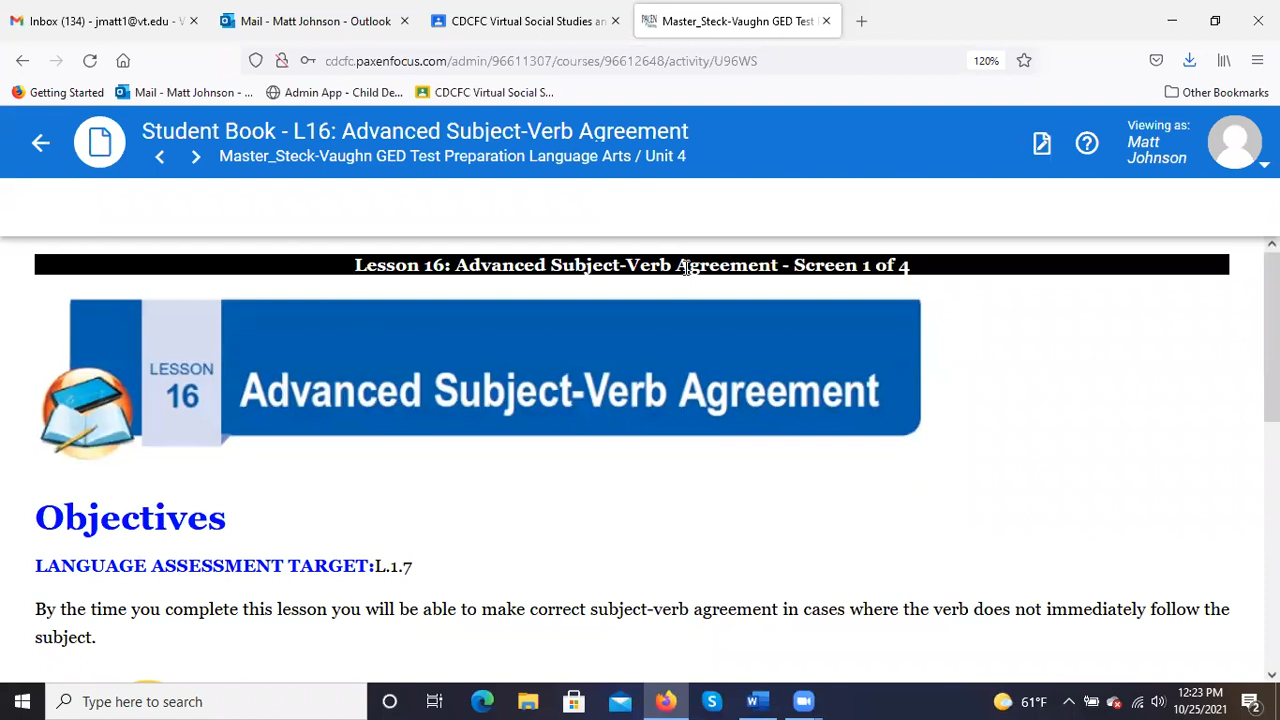 Inbox (134) - jmatt1@vt.edu - V
Mail - Matt Johnson - Outlook
CDCFC Virtual Social Studies an
Master_Steck-Vaughn GED Test
cdcfc.paxenfocus.com/admin/96611307/courses/96612648/activity/U96WS
120%
Getting Started
Mail - Matt Johnson - ...
Admin App - Child De...
CDCFC Virtual Social S...
Other Bookmarks
Student Book - L16: Advanced Subject-Verb Agreement
Master_Steck-Vaughn GED Test Preparation Language Arts / Unit 4
Viewing as:
Matt
Johnson
Lesson 16: Advanced Subject-Verb Agreement - Screen 1 of 4
LESSON
16
Advanced Subject-Verb Agreement
Objectives
LANGUAGE ASSESSMENT TARGET:L.1.7
By the time you complete this lesson you will be able to make correct subject-verb agreement in cases where the verb does not immediately follow the
subject.
Type here to search
61°F
12:23 PM
10/25/2021
2